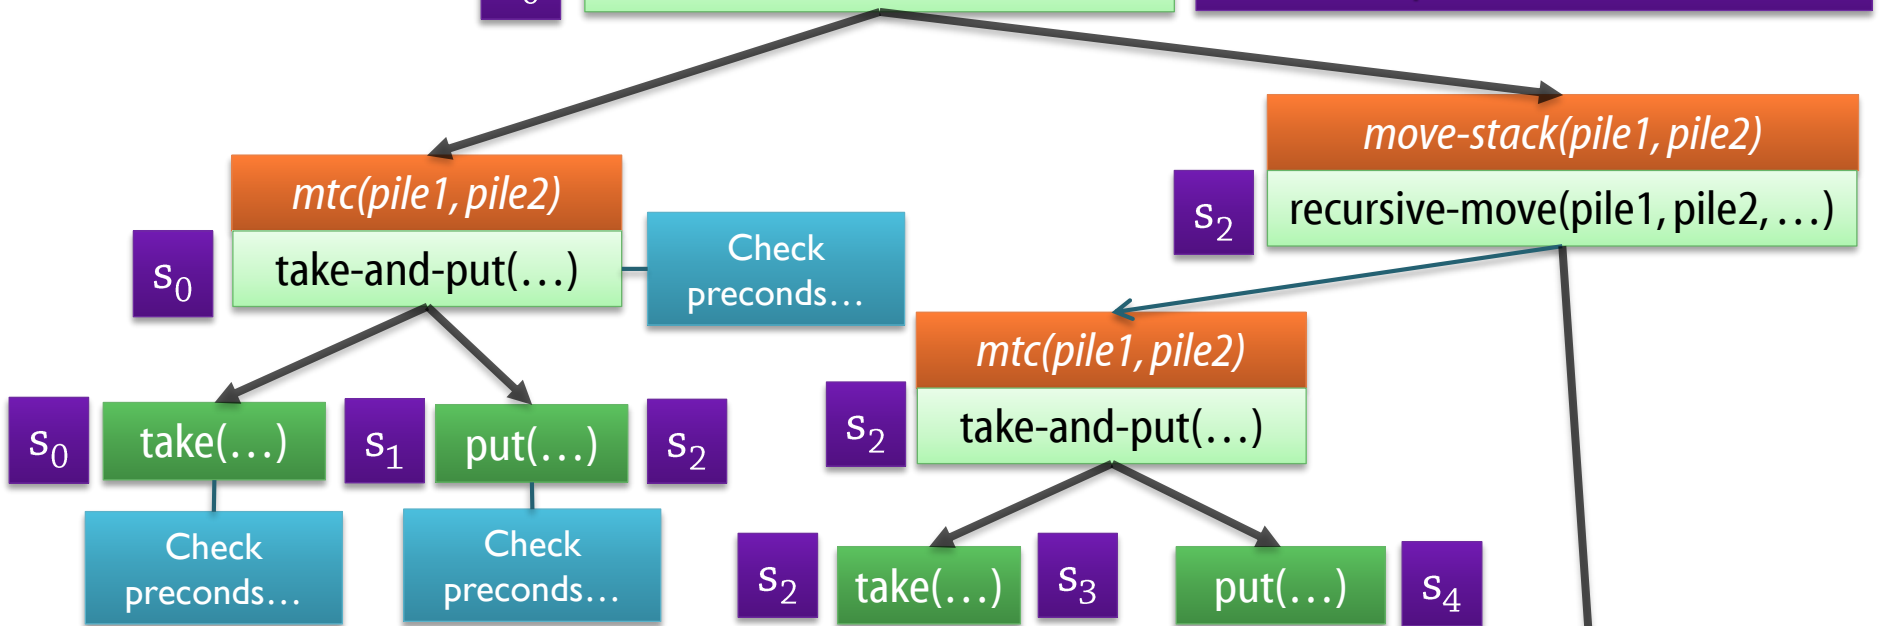 move-stack(pile1, pile2)
s2
recursive-move(pile1, pile2, …)
mtc(pile1, pile2)
s0
take-and-put(…)
Check
preconds…
mtc(pile1, pile2)
s2
take-and-put(…)
s0
take(…)
s1
put(…)
s2
Check
preconds…
Check
preconds…
s2
take(…)
s3
put(…)
s4